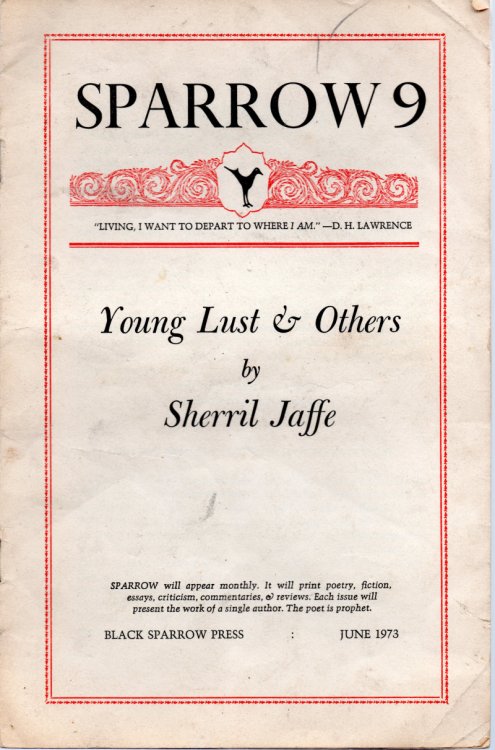 SPARROW 9
"LIVING, I WANT TO DEPART TO WHERE I AM." —D. H. LAWRENCE
Young Lust & Others
by
Sherril Jaffe
SPARROW will appear monthly. It will print poetry, fiction,
essays, criticism, commentaries, & reviews. Each issue will
present the work of a single author. The poet is prophet.
BLACK SPARROW PRESS : JUNE 1973